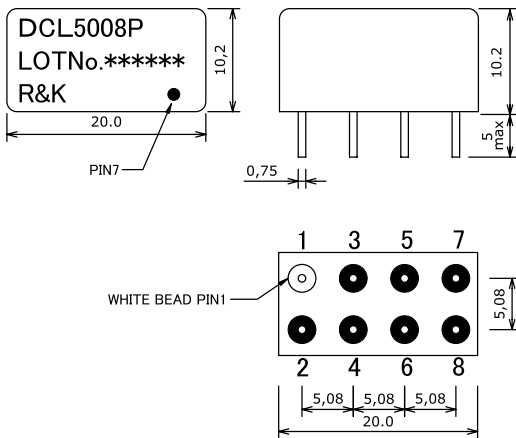 DCL5008P
LOTNo.******
R&K
10,2
20.0
PIN7
10.2
5
max
0,75
1 3 5 7
WHITE BEAD PIN1
5,08
2 4 6 8
5,08 5,08 5,08
20.0